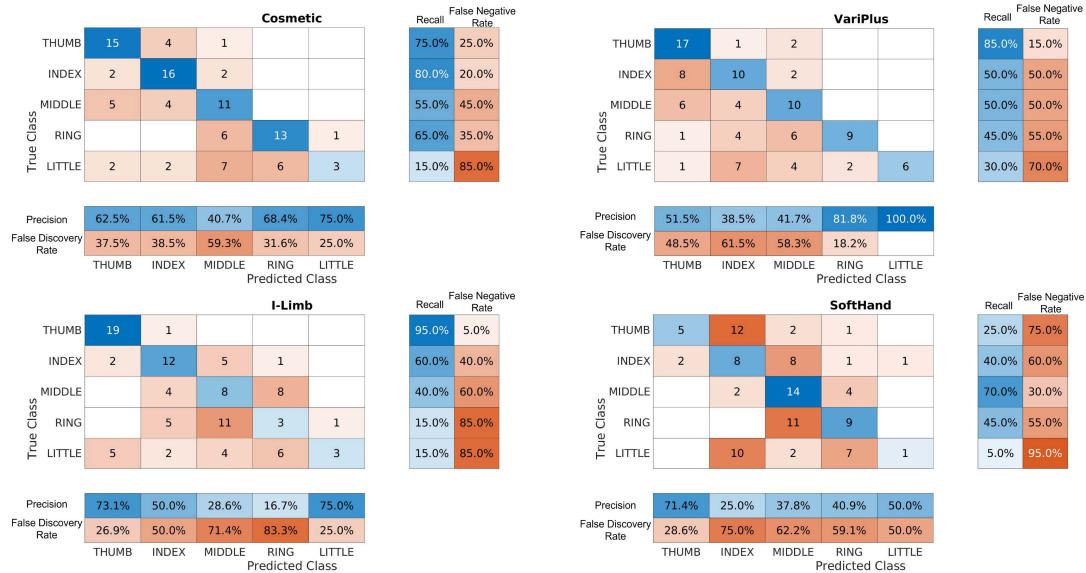 Cosmetic
Recall False Negative Rate
THUMB 15 4 1 75.0% 25.0%
INDEX 2 16 2 80.0% 20.0%
MIDDLE 5 4 11 55.0% 45.0%
RING 6 13 1 65.0% 35.0%
LITTLE 2 2 7 6 3 15.0% 85.0%
True Class
Precision 62.5% 61.5% 40.7% 68.4% 75.0%
False Discovery Rate 37.5% 38.5% 59.3% 31.6% 25.0%
THUMB INDEX MIDDLE RING LITTLE
Predicted Class
VariPlus
Recall False Negative Rate
THUMB 17 1 2 85.0% 15.0%
INDEX 8 10 2 50.0% 50.0%
MIDDLE 6 4 10 50.0% 50.0%
RING 1 4 6 9 45.0% 55.0%
LITTLE 1 7 4 2 6 30.0% 70.0%
True Class
Precision 51.5% 38.5% 41.7% 81.8% 100.0%
False Discovery Rate 48.5% 61.5% 58.3% 18.2%
THUMB INDEX MIDDLE RING LITTLE
Predicted Class
I-Limb
Recall False Negative Rate
THUMB 19 1 95.0% 5.0%
INDEX 2 12 5 1 60.0% 40.0%
MIDDLE 4 8 8 40.0% 60.0%
RING 5 11 3 1 15.0% 85.0%
LITTLE 5 2 4 6 3 15.0% 85.0%
True Class
Precision 73.1% 50.0% 28.6% 16.7% 75.0%
False Discovery Rate 26.9% 50.0% 71.4% 83.3% 25.0%
THUMB INDEX MIDDLE RING LITTLE
Predicted Class
SoftHand
Recall False Negative Rate
THUMB 5 12 2 1 25.0% 75.0%
INDEX 2 8 8 1 1 40.0% 60.0%
MIDDLE 2 14 4 70.0% 30.0%
RING 11 9 45.0% 55.0%
LITTLE 10 2 7 1 5.0% 95.0%
True Class
Precision 71.4% 25.0% 37.8% 40.9% 50.0%
False Discovery Rate 28.6% 75.0% 62.2% 59.1% 50.0%
THUMB INDEX MIDDLE RING LITTLE
Predicted Class